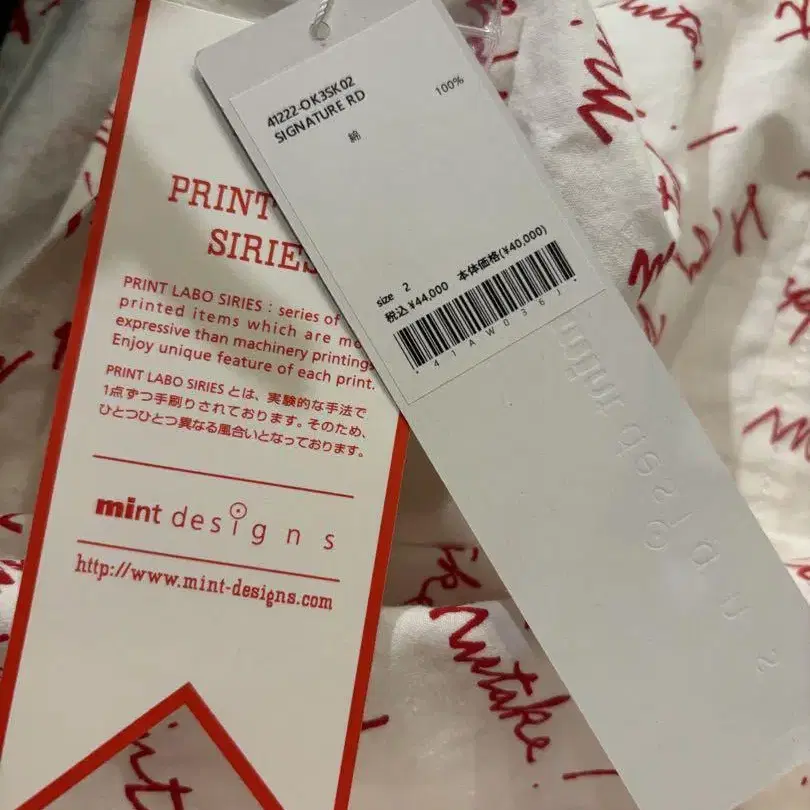 PRINT
SIRIES
PRINT LABO SIRIES : series of
printed items which are mo
expressive than machinery printing.
Enjoy unique feature of each print.
PRINT LABO SIRIES とは、実験的な手法で
1点ずつ手刷りされております。そのため、
ひとつひとつ異なる風合いとなっております。
mint designs
http://www.mint-designs.com
41222-OK3SK02
SIGNATURE RD
綿 100%
size 2
税込 ¥44,000 本体価格(¥40,000)
*41AW0361*
mint designs
mistake!